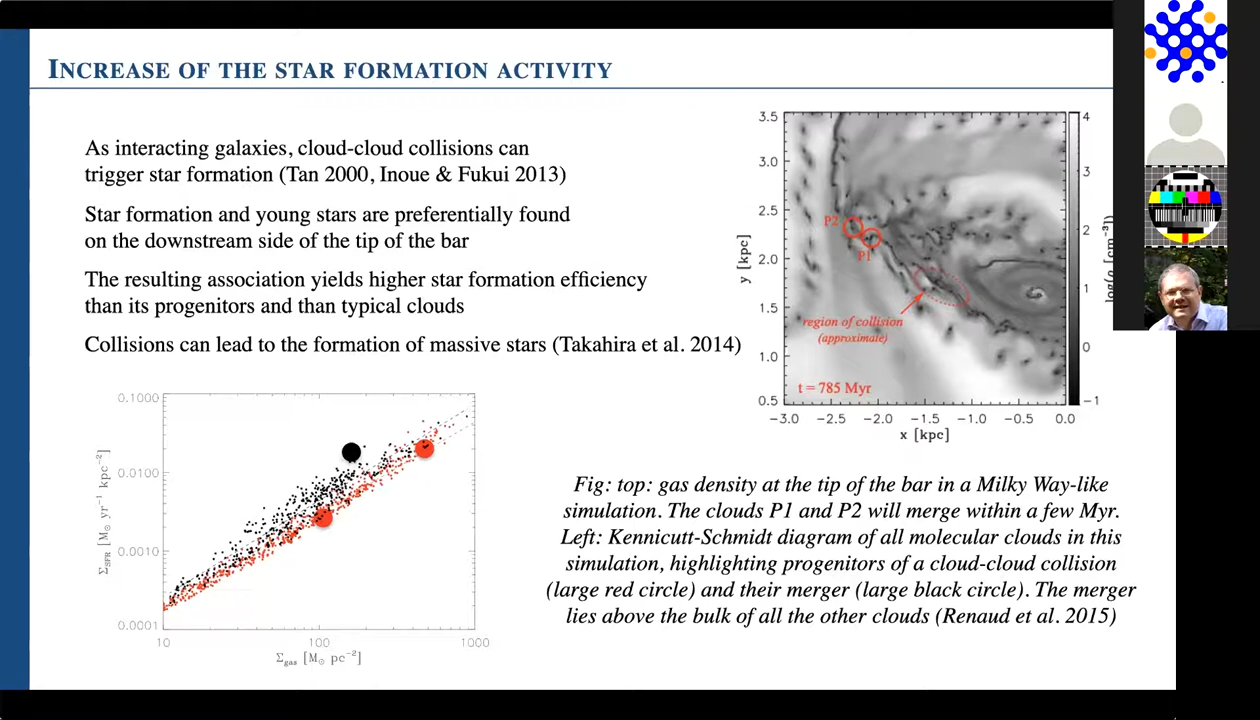 INCREASE OF THE STAR FORMATION ACTIVITY
As interacting galaxies, cloud-cloud collisions can
trigger star formation (Tan 2000, Inoue & Fukui 2013)
Star formation and young stars are preferentially found
on the downstream side of the tip of the bar
The resulting association yields higher star formation efficiency
than its progenitors and than typical clouds
Collisions can lead to the formation of massive stars (Takahira et al. 2014)
3.5
3.0
2.5
2.0
1.5
1.0
0.5
y [kpc]
P2
P1
region of collision
(approximate)
t = 785 Myr
-3.0 -2.5 -2.0 -1.5 -1.0 -0.5 0.0
x [kpc]
4
3
2
1
0
-1
[cm⁻³]
0.1000
0.0100
0.0010
0.0001
ΣSFR [M⊙ yr⁻¹ kpc⁻²]
10 100 1000
Σgas [M⊙ pc⁻²]
Fig: top: gas density at the tip of the bar in a Milky Way-like
simulation. The clouds P1 and P2 will merge within a few Myr.
Left: Kennicutt-Schmidt diagram of all molecular clouds in this
simulation, highlighting progenitors of a cloud-cloud collision
(large red circle) and their merger (large black circle). The merger
lies above the bulk of all the other clouds (Renaud et al. 2015)